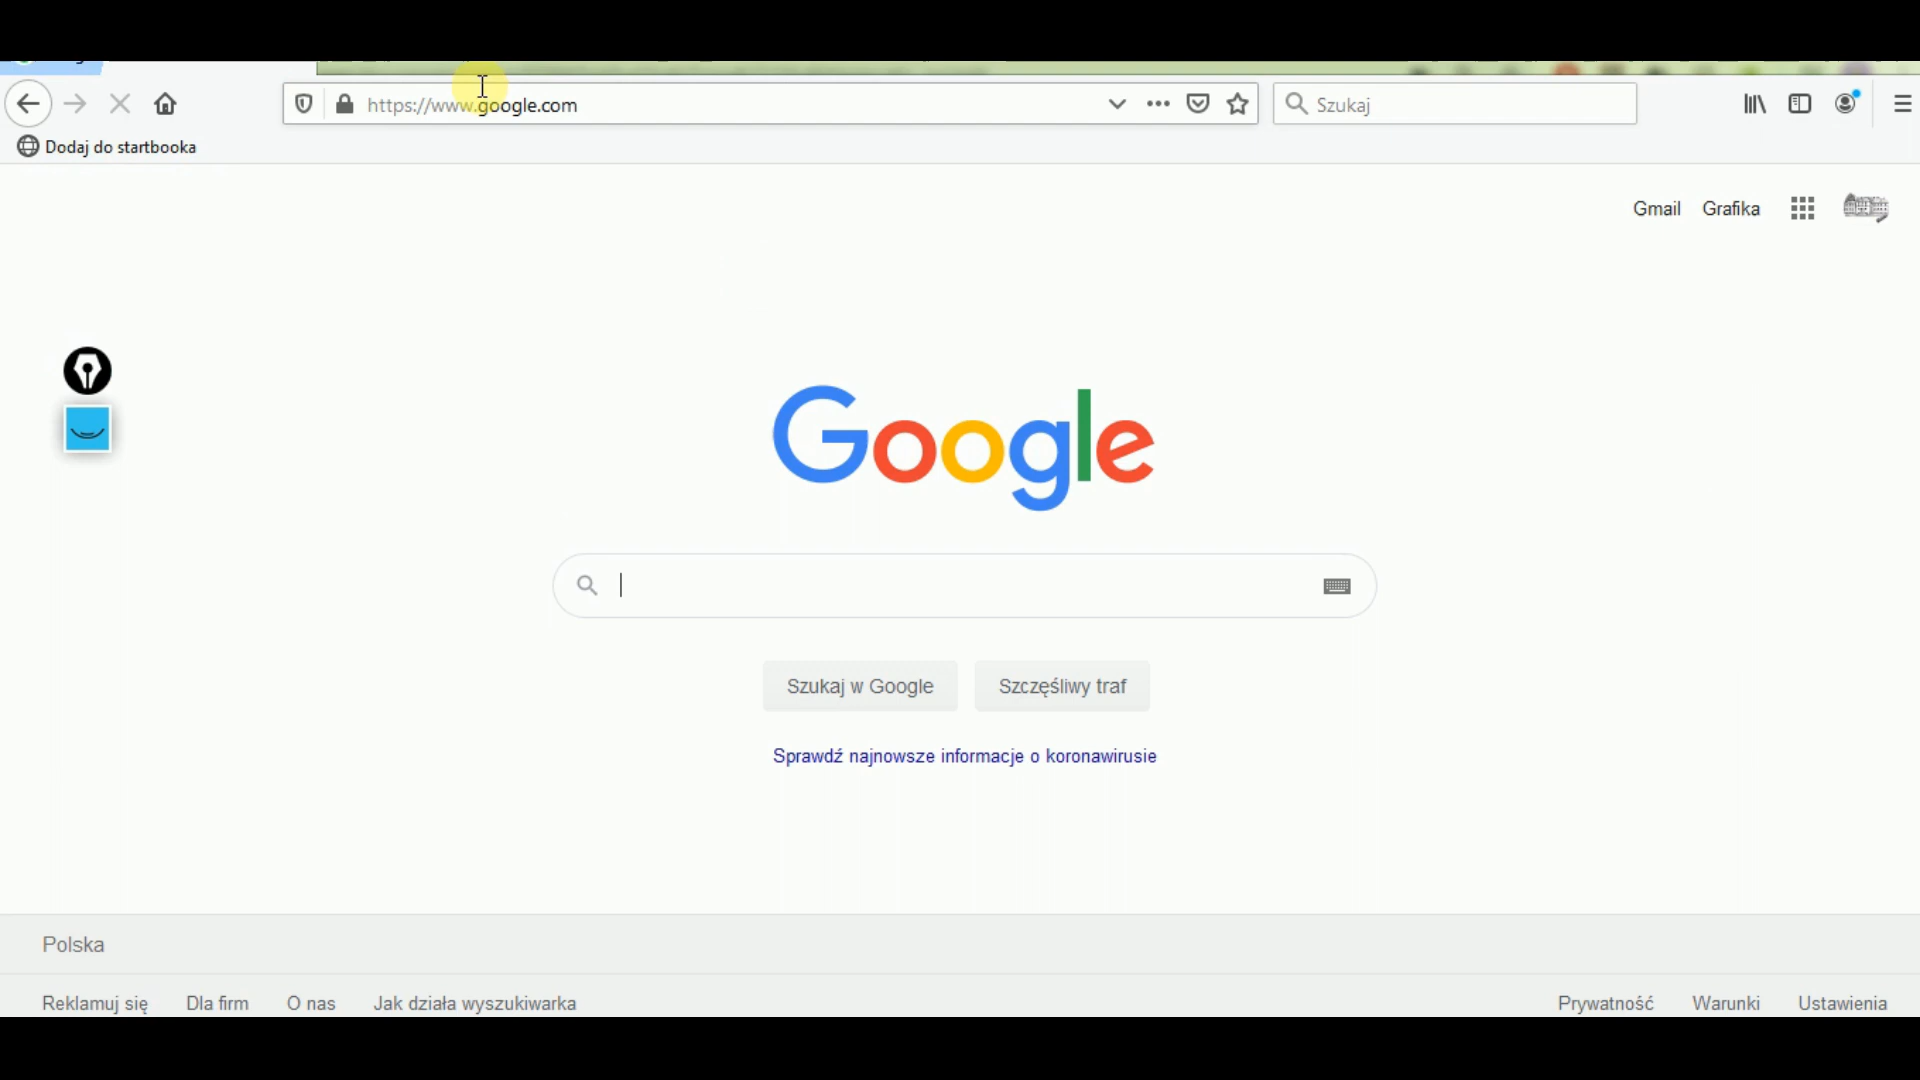 https://www.google.com
Szukaj
Dodaj do startbooka
Gmail Grafika
Google
Szukaj w Google Szczęśliwy traf
Sprawdź najnowsze informacje o koronawirusie
Polska
Reklamuj się Dla firm O nas Jak działa wyszukiwarka Prywatność Warunki Ustawienia